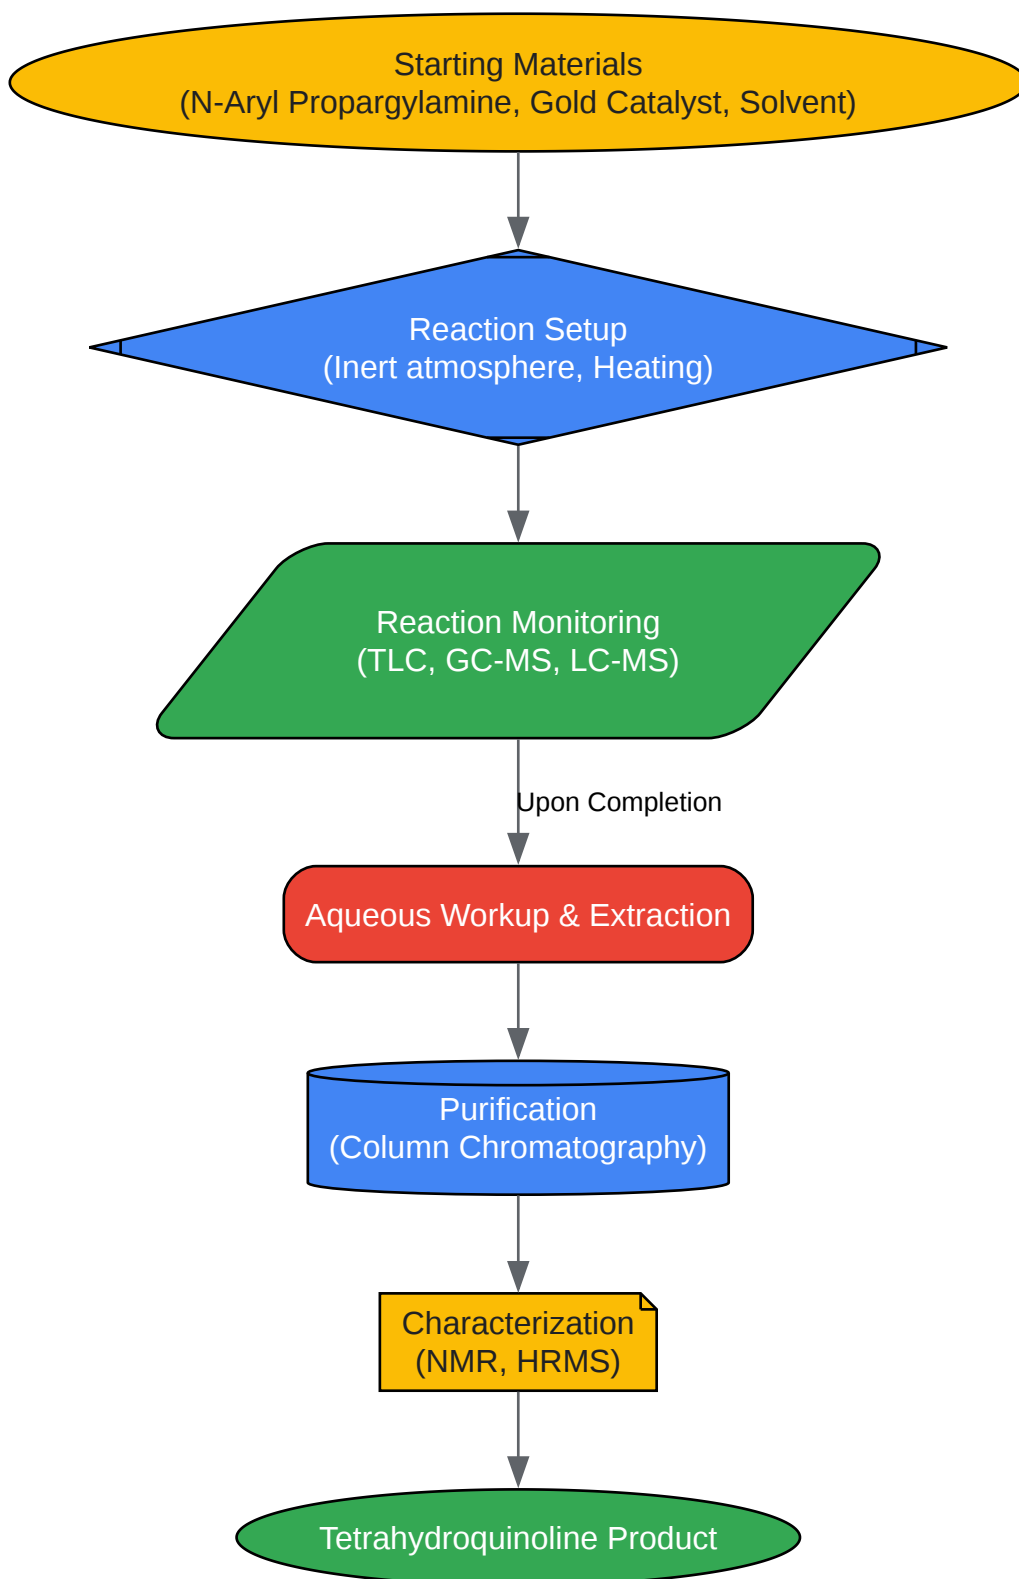 Starting Materials
(N-Aryl Propargylamine, Gold Catalyst, Solvent)
Reaction Setup
(Inert atmosphere, Heating)
Reaction Monitoring
(TLC, GC-MS, LC-MS)
Upon Completion
Aqueous Workup & Extraction
Purification
(Column Chromatography)
Characterization
(NMR, HRMS)
Tetrahydroquinoline Product